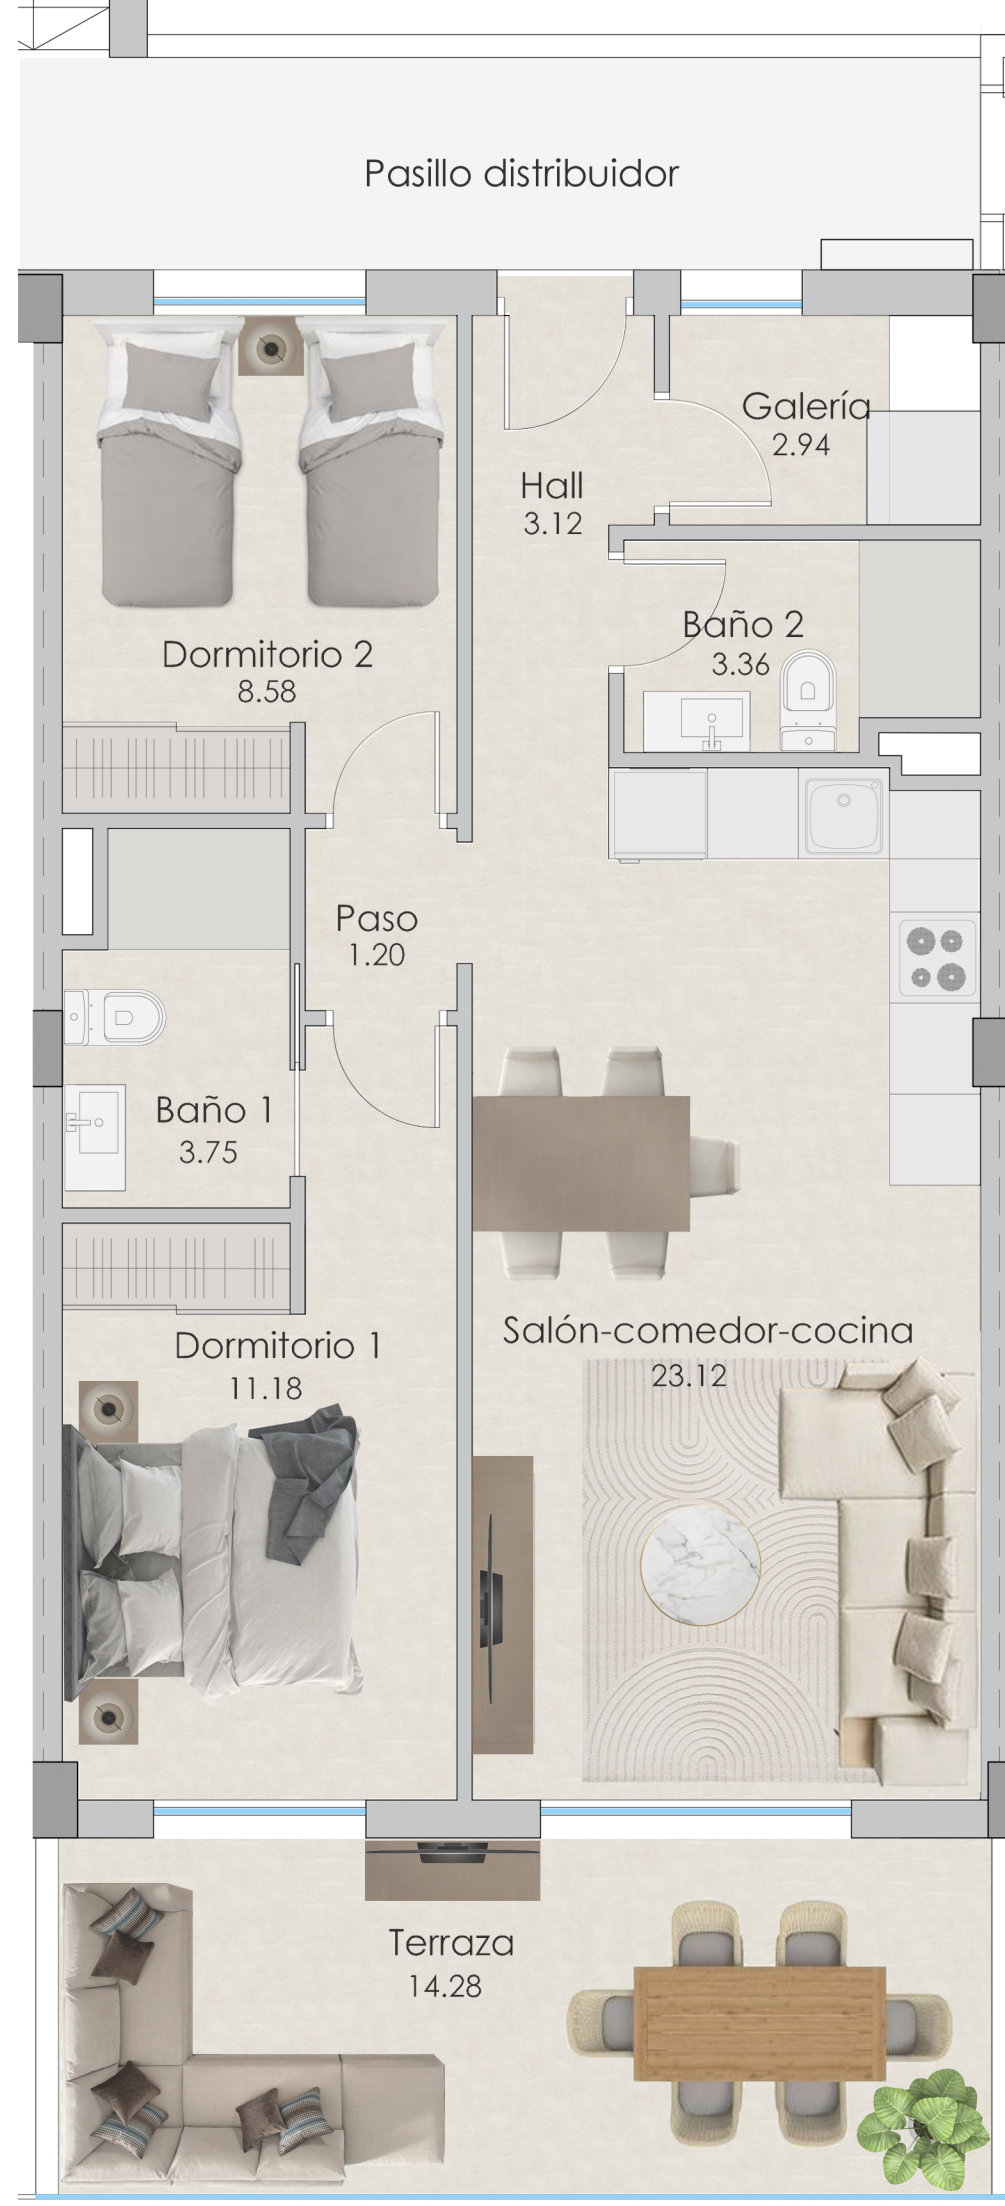 Pasillo distribuidor
Galería
2.94
Hall
3.12
Baño 2
3.36
Dormitorio 2
8.58
Paso
1.20
Baño 1
3.75
Salón-comedor-cocina
23.12
Dormitorio 1
11.18
Terraza
14.28